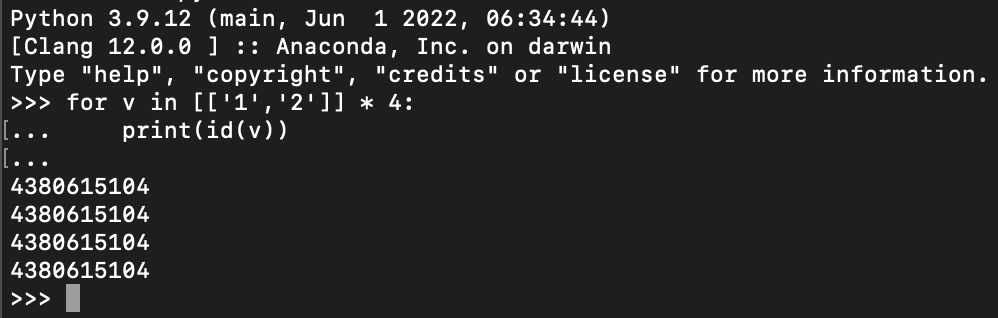 Python 3.9.12 (main, Jun  1 2022, 06:34:44)
[Clang 12.0.0 ] :: Anaconda, Inc. on darwin
Type "help", "copyright", "credits" or "license" for more information.
>>> for v in [['1','2']] * 4:
[...     print(id(v))
[...
4380615104
4380615104
4380615104
4380615104
>>>